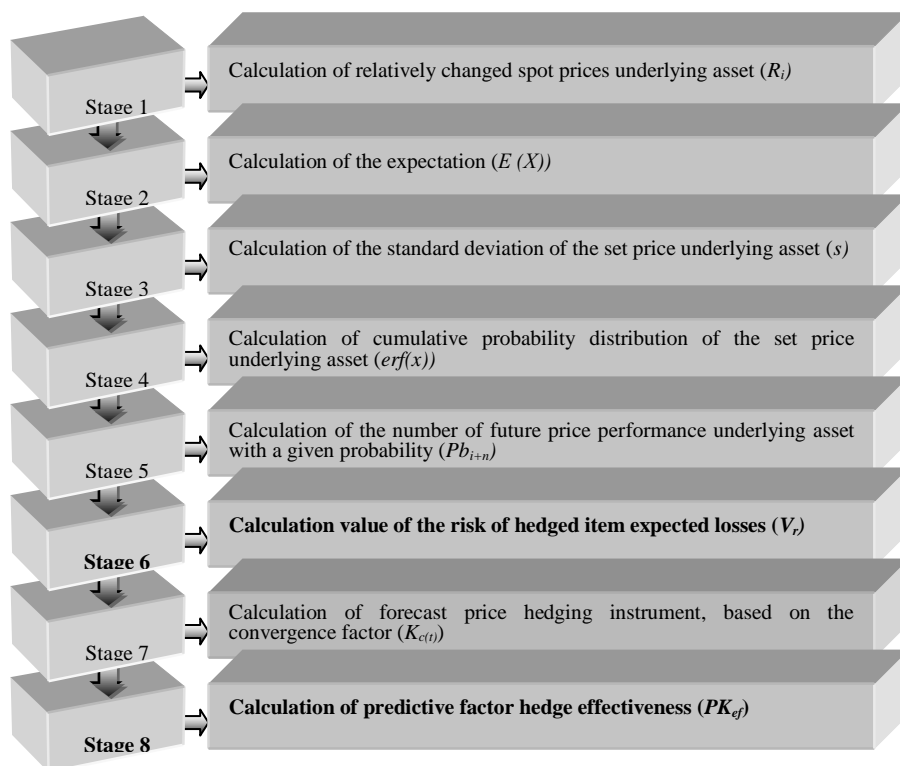 Stage 1
Calculation of relatively changed spot prices underlying asset (Ri)
Stage 2
Calculation of the expectation (E (X))
Stage 3
Calculation of the standard deviation of the set price underlying asset (s)
Stage 4
Calculation of cumulative probability distribution of the set price
underlying asset (erf(x))
Stage 5
Calculation of the number of future price performance underlying asset
with a given probability (Pbi+n)
Stage 6
Calculation value of the risk of hedged item expected losses (Vr)
Stage 7
Calculation of forecast price hedging instrument, based on the
convergence factor (Kc(t))
Stage 8
Calculation of predictive factor hedge effectiveness (PKef)